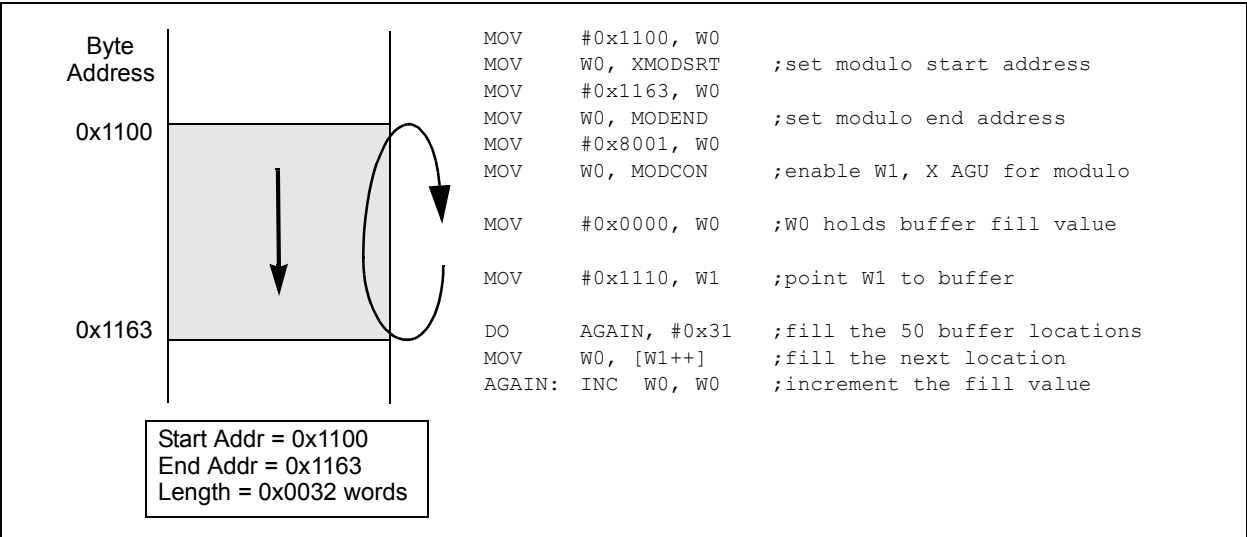 Byte
Address
0x1100
0x1163
Start Addr = 0x1100
End Addr = 0x1163
Length = 0x0032 words
MOV #0x1100, W0
MOV W0, XMODSRT ;set modulo start address
MOV #0x1163, W0
MOV W0, MODEND ;set modulo end address
MOV #0x8001, W0
MOV W0, MODCON ;enable W1, X AGU for modulo
MOV #0x0000, W0 ;W0 holds buffer fill value
MOV #0x1110, W1 ;point W1 to buffer
DO AGAIN, #0x31 ;fill the 50 buffer locations
MOV W0, [W1++] ;fill the next location
AGAIN: INC W0, W0 ;increment the fill value